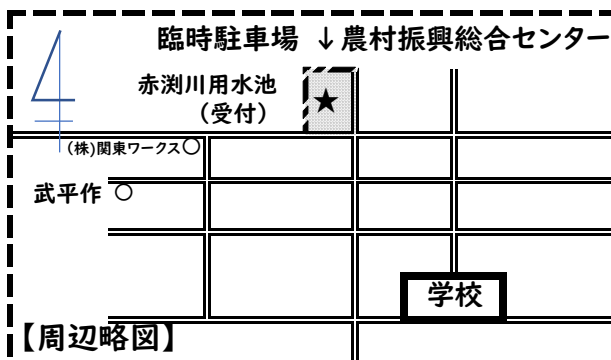 臨時駐車場 ↓農村振興総合センター
赤渕川用水池
(受付)
★
(株)関東ワークス○
武平作 ○
学校
【周辺略図】